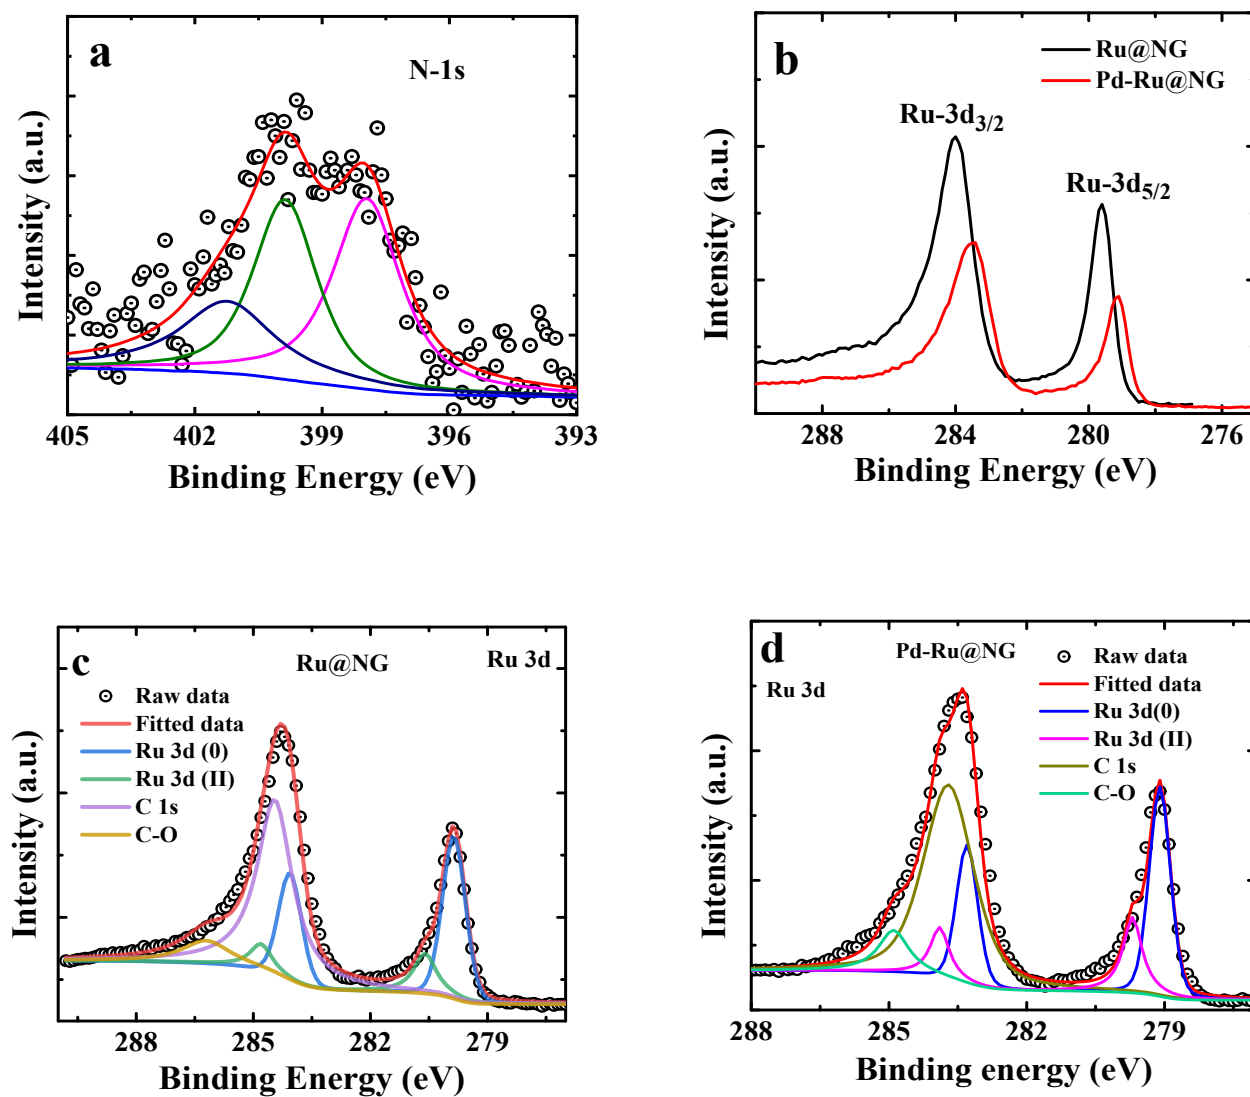 a
N-1s
Intensity (a.u.)
405 402 399 396 393
Binding Energy (eV)
b
Ru@NG
Pd-Ru@NG
Ru-3d3/2
Ru-3d5/2
Intensity (a.u.)
288 284 280 276
Binding Energy (eV)
c
Ru@NG
Ru 3d
Raw data
Fitted data
Ru 3d (0)
Ru 3d (II)
C 1s
C-O
Intensity (a.u.)
288 285 282 279
Binding Energy (eV)
d
Pd-Ru@NG
Ru 3d
Raw data
Fitted data
Ru 3d(0)
Ru 3d (II)
C 1s
C-O
Intensity (a.u.)
288 285 282 279
Binding energy (eV)